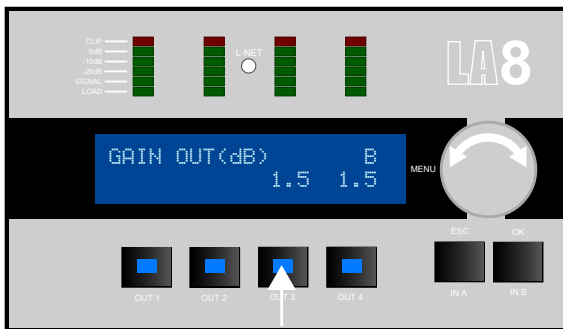 CLIP
-5dB
-10dB
-25dB
SIGNAL
LOAD
L-NET
LA8
GAIN OUT(dB) B
1.5 1.5
MENU
ESC OK
IN A IN B
OUT 1 OUT 2 OUT 3 OUT 4